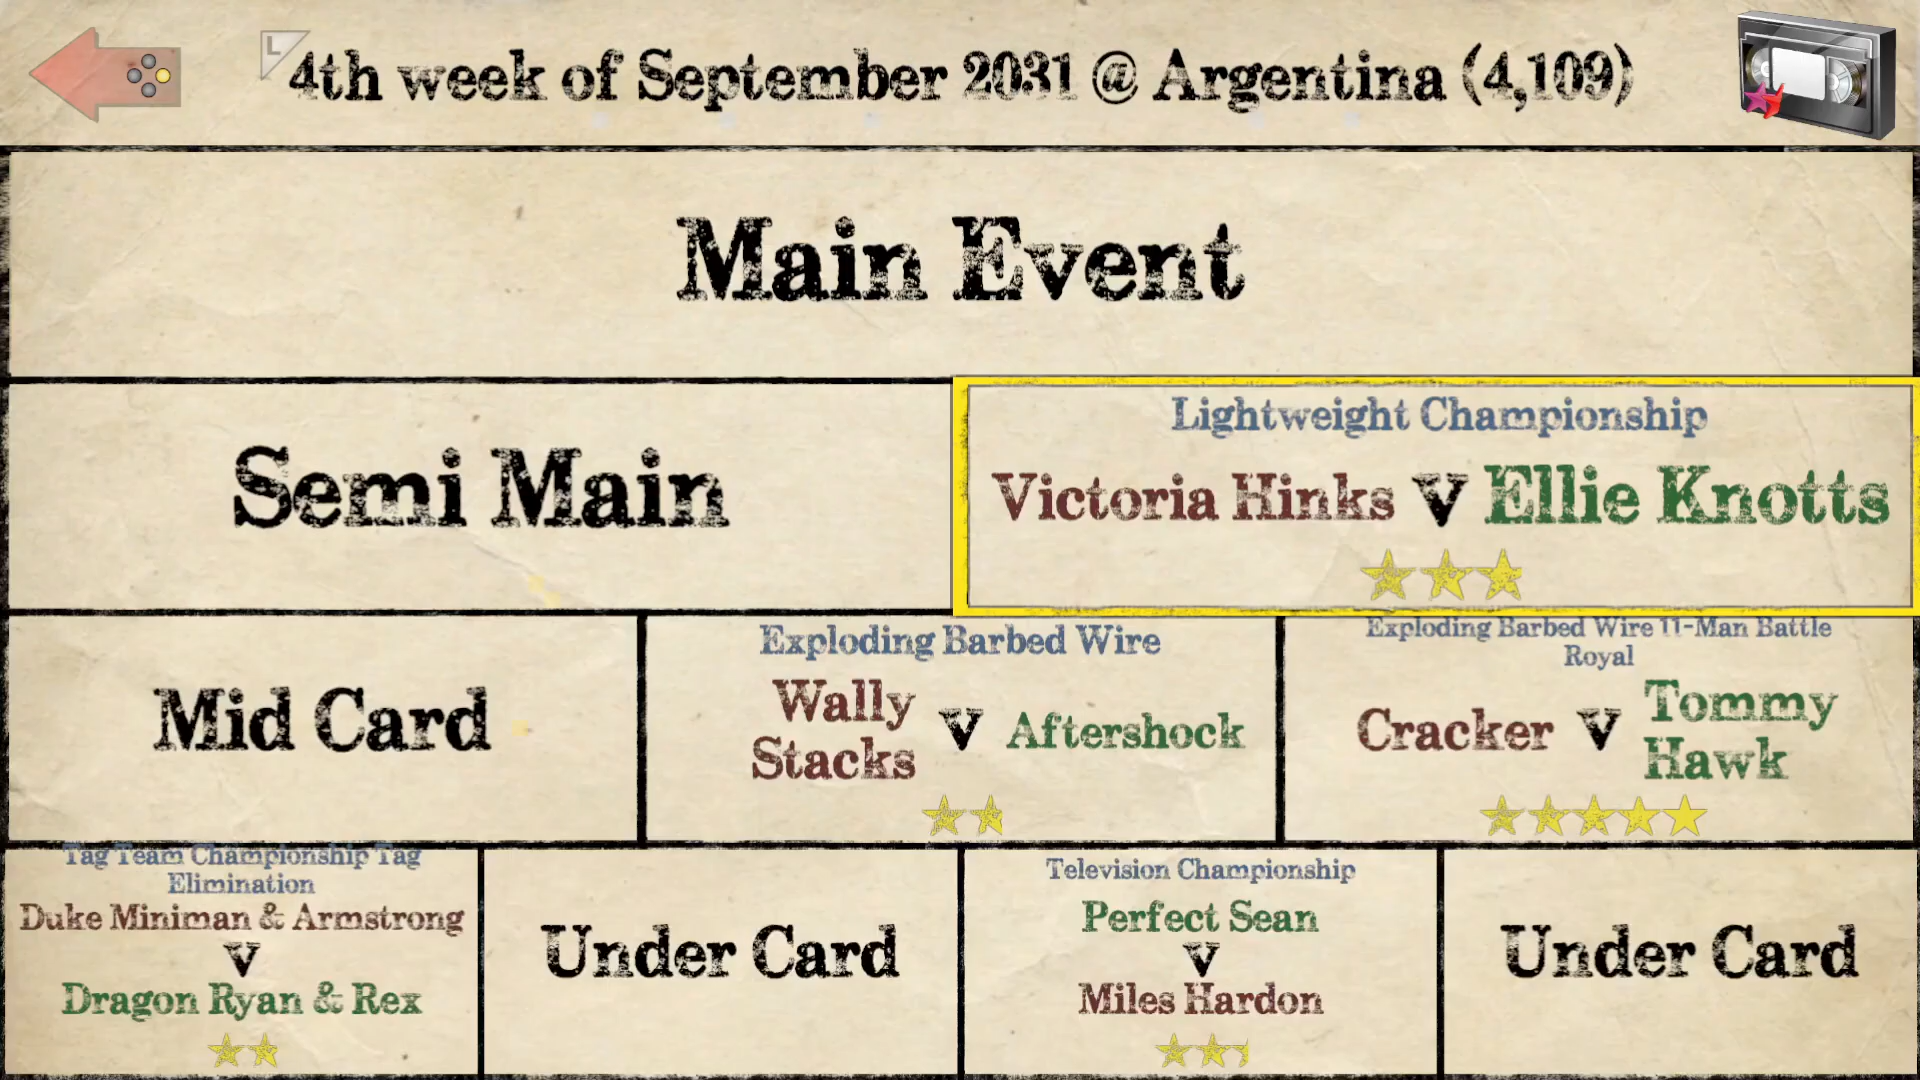 L
4th week of September 2031 @ Argentina (4,109)
Main Event
Semi Main
Lightweight Championship
Victoria Hinks v Ellie Knotts
Mid Card
Exploding Barbed Wire
Wally Stacks v Aftershock
Exploding Barbed Wire 11-Man Battle
Royal
Cracker v Tommy Hawk
Tag Team Championship Tag
Elimination
Duke Miniman & Armstrong
v
Dragon Ryan & Rex
Under Card
Television Championship
Perfect Sean
v
Miles Hardon
Under Card